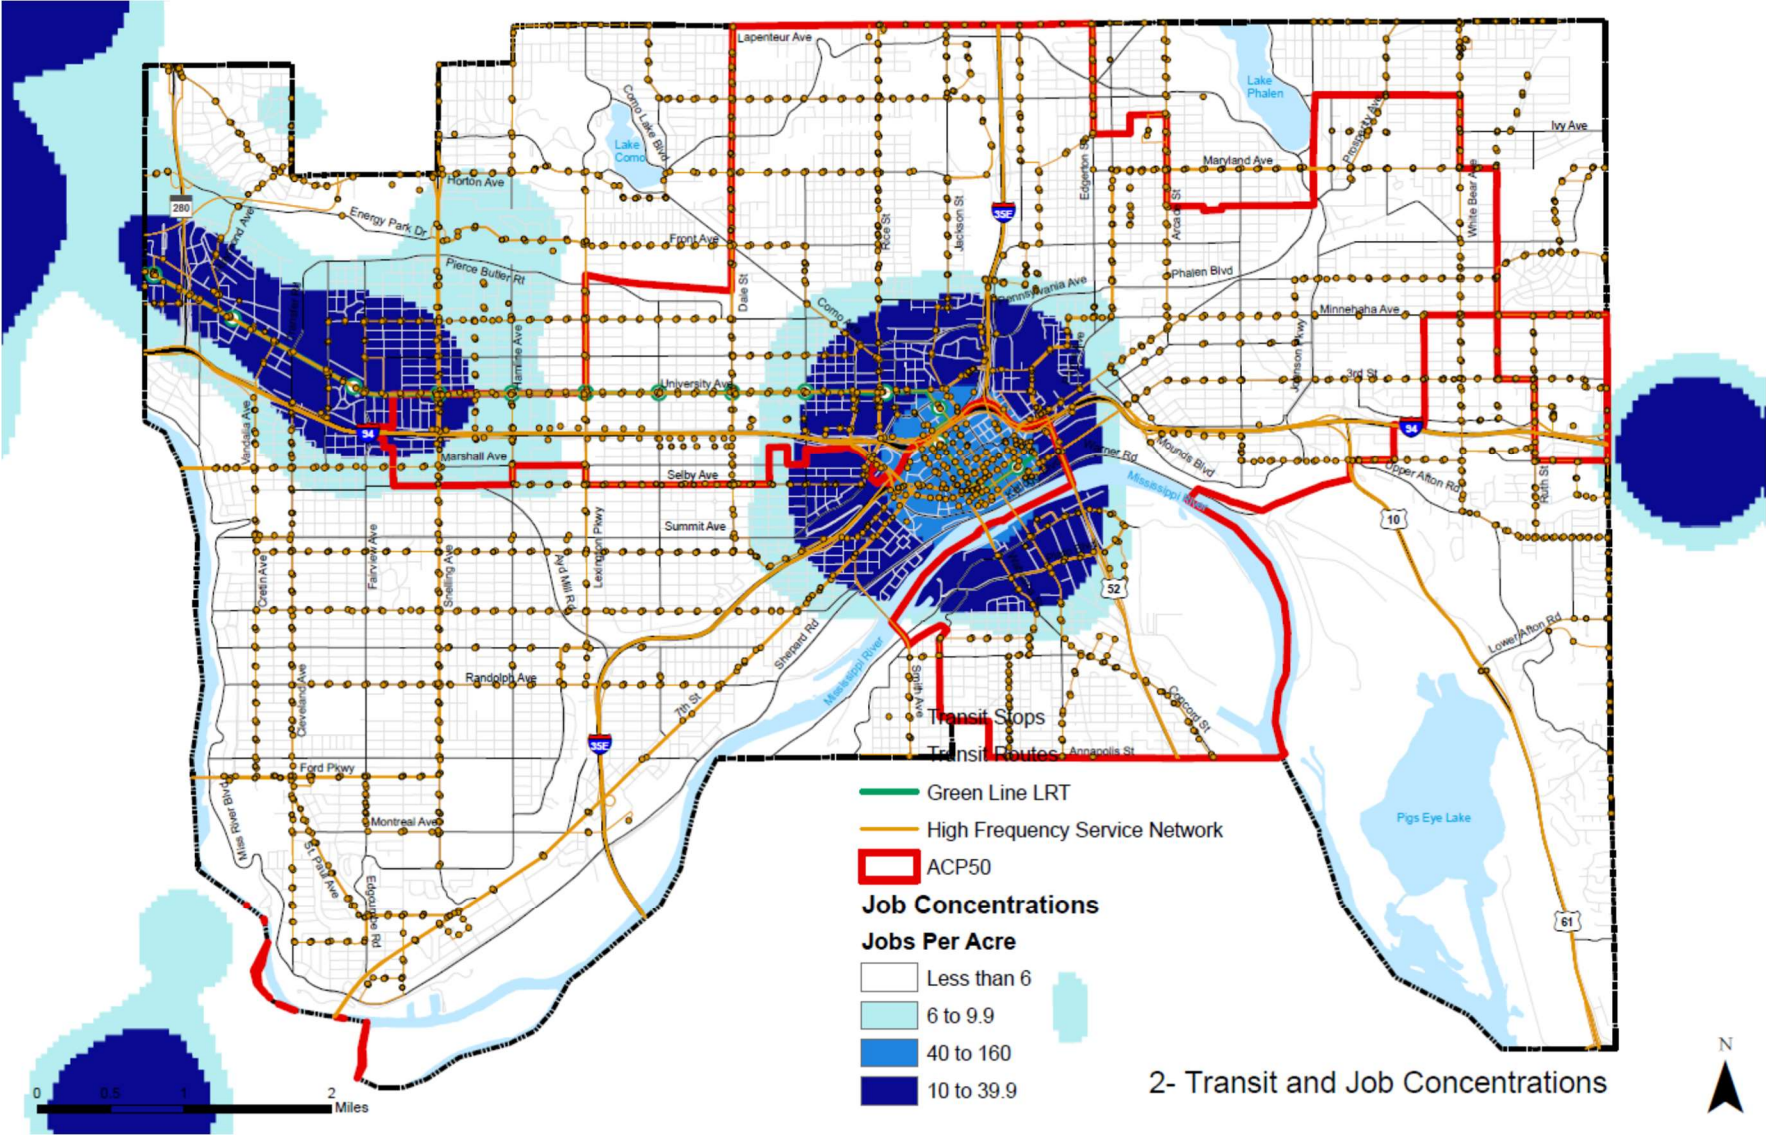 Lapenteur Ave
Lake
Phalen
Como Lake Blvd
Lake
Como
Ivy Ave
Prosperity Ave
Maryland Ave
Edgerton St
Horton Ave
280
Energy Park Dr
Front Ave
Rice St
Jackson St
35E
Arcade St
White Bear Ave
Pierce Butler Rt
Dale St
Phalen Blvd
Pennsylvania Ave
Como Ave
Minnehaha Ave
Hamline Ave
Johnson Pkwy
University Ave
3rd St
94
94
Vandalia Ave
Marshall Ave
Selby Ave
Mounds Blvd
Upper Afton Rd
Ruth St
Mississippi River
Summit Ave
10
Cretin Ave
Fairview Ave
Snelling Ave
Ayd Mill Rd
Lexington Pkwy
52
Lower Afton Rd
Shepard Rd
Mississippi River
Randolph Ave
Cleveland Ave
7th St
Smith Ave
Concord St
35E
Annapolis St
Ford Pkwy
Miss River Blvd
Montreal Ave
St. Paul Ave
Edgcumbe Rd
Pigs Eye Lake
61
Transit Stops
Transit Routes
Green Line LRT
High Frequency Service Network
ACP50
Job Concentrations
Jobs Per Acre
Less than 6
6 to 9.9
40 to 160
10 to 39.9
0 0.5 1 2
Miles
2- Transit and Job Concentrations
N